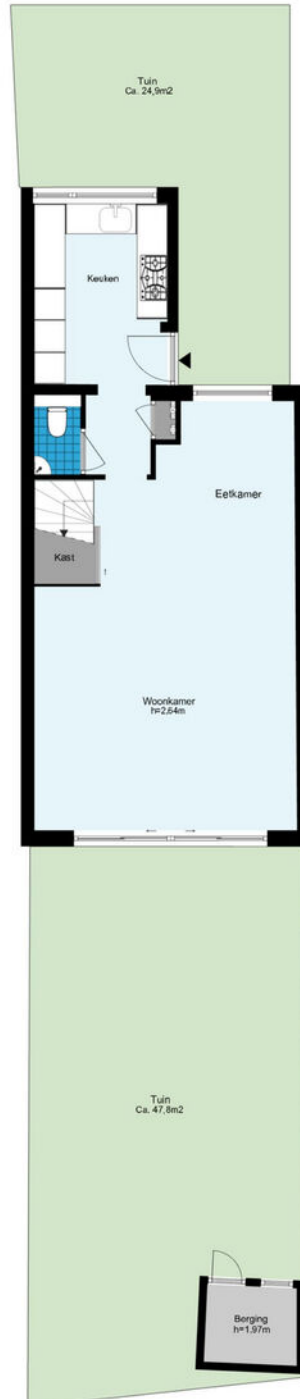 Tuin
Ca. 24,9m2
Keuken
Eetkamer
Kast
Woonkamer
h=2,64m
Tuin
Ca. 47,8m2
Berging
h=1,97m